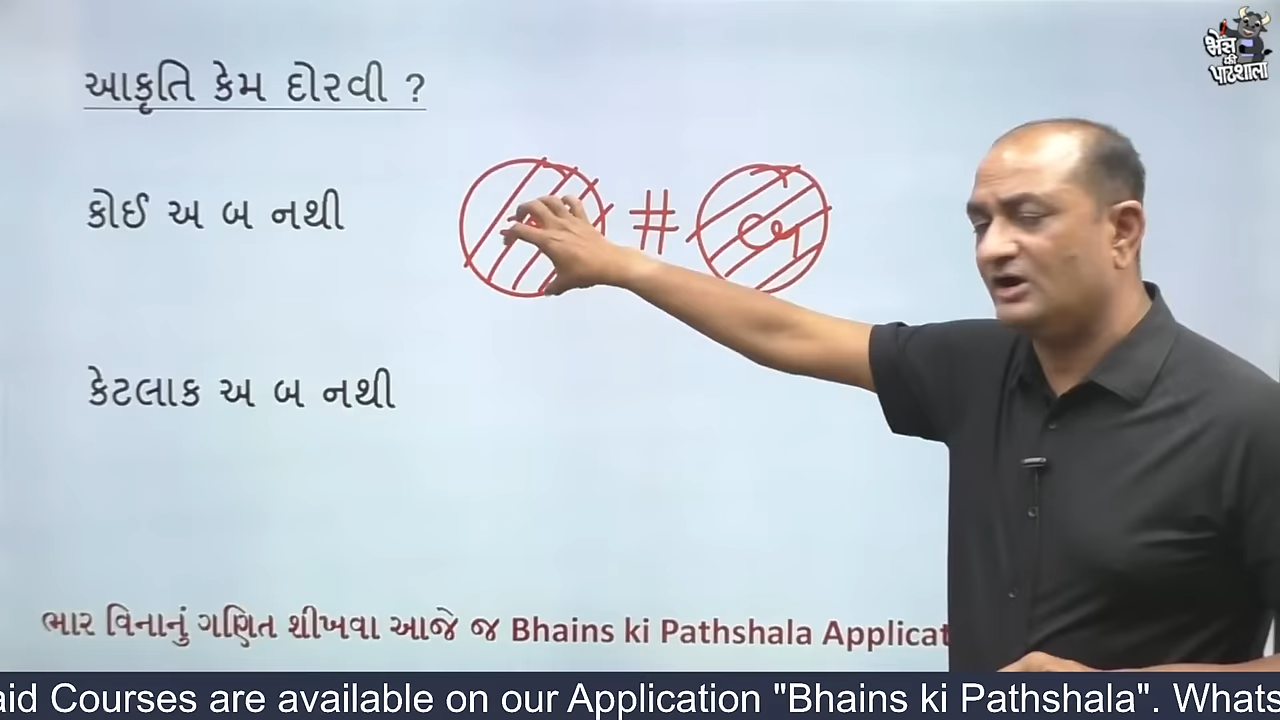 આકૃતિ કેમ દોરવી ?
ભેંસ
કી
પાઠશાલા
કોઈ અ બ નથી
#
બ
કેટલાક અ બ નથી
ભાર વિનાનું ગણિત શીખવા આજે જ Bhains ki Pathshala Applicat
aid Courses are available on our Application "Bhains ki Pathshala". Whats